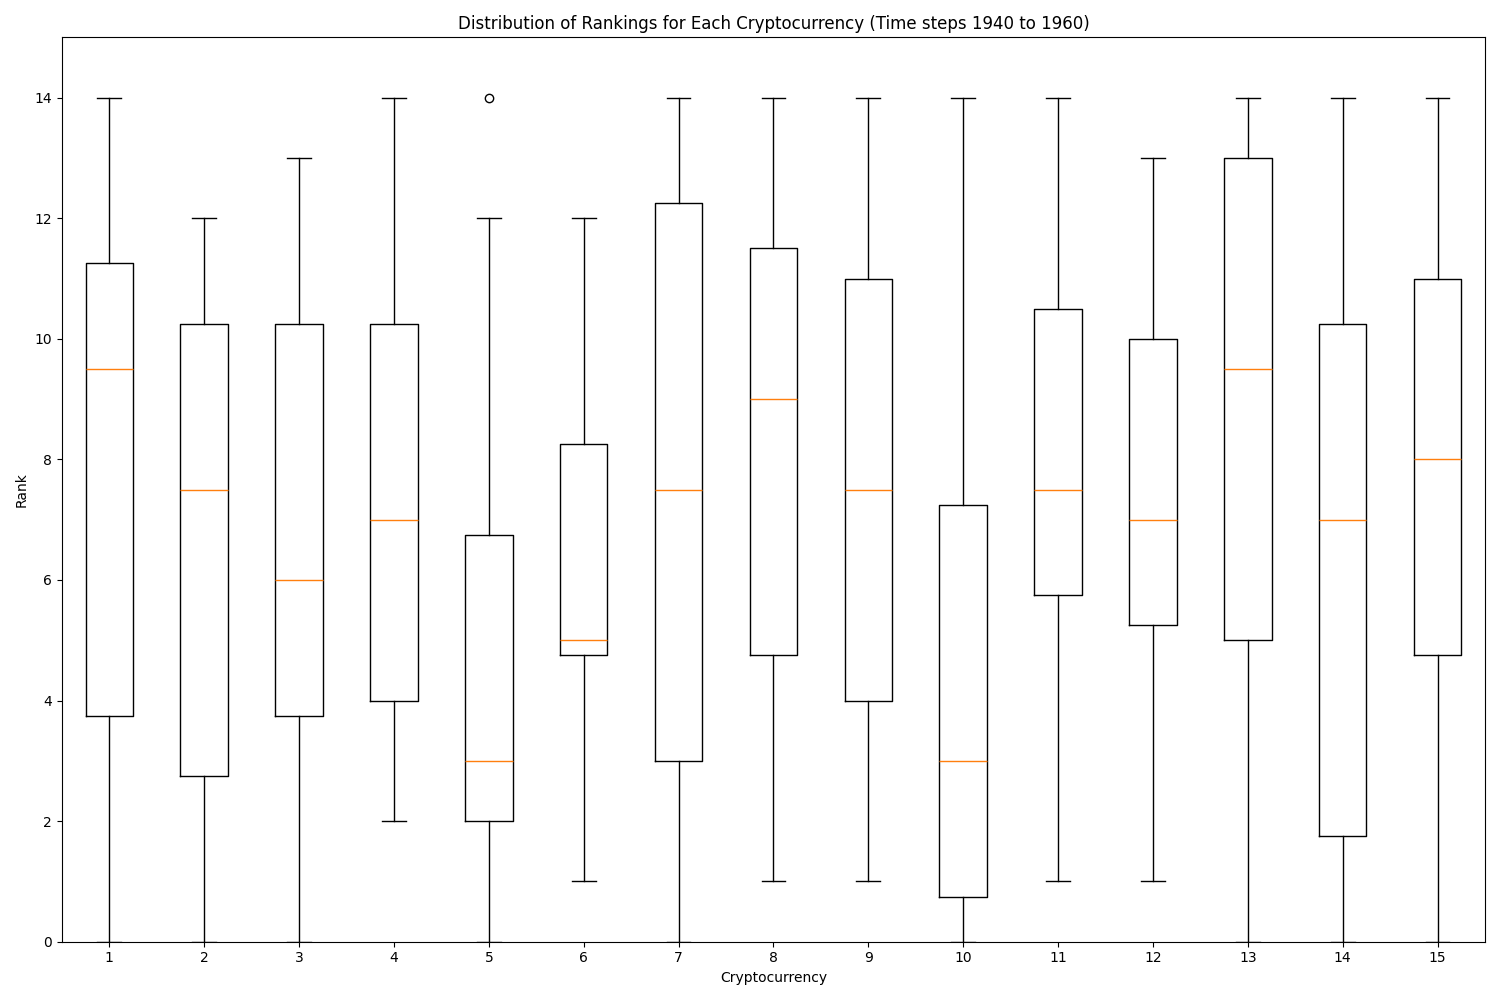 Distribution of Rankings for Each Cryptocurrency (Time steps 1940 to 1960)
Rank
14
12
10
8
6
4
2
0
1 2 3 4 5 6 7 8 9 10 11 12 13 14 15
Cryptocurrency